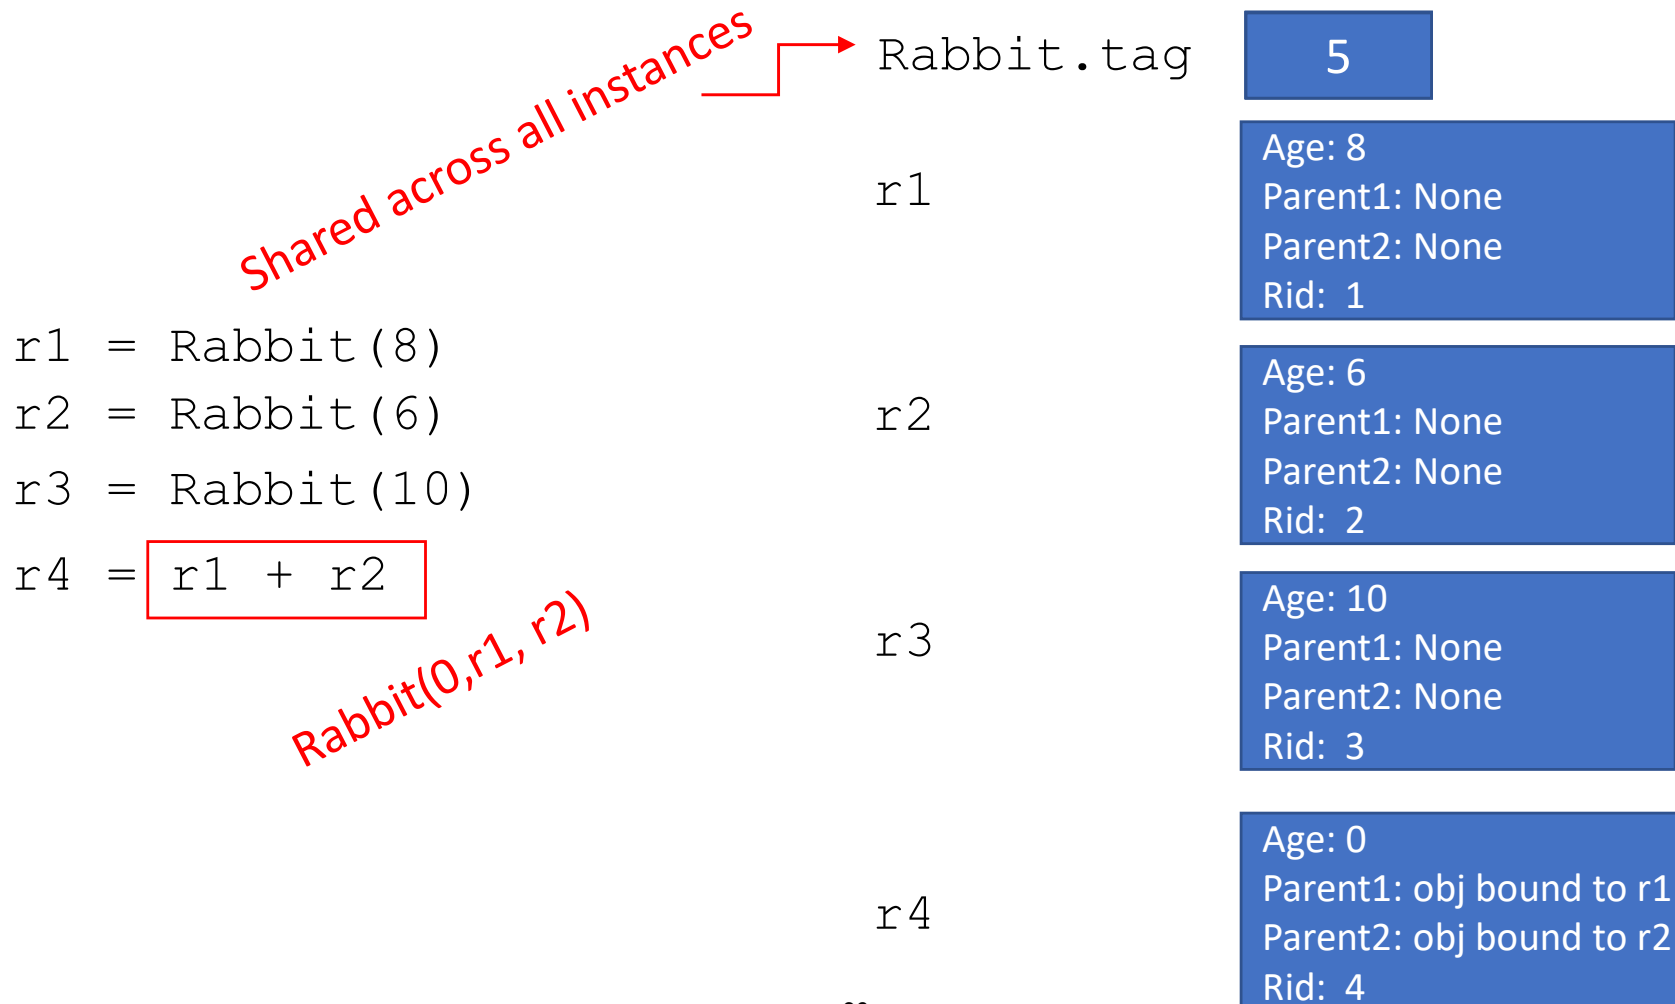 Shared across all instances
r1 = Rabbit(8)
r2 = Rabbit(6)
r3 = Rabbit(10)
r4 = r1 + r2
Rabbit(0,r1, r2)
Rabbit.tag
5
r1
Age: 8
Parent1: None
Parent2: None
Rid: 1
r2
Age: 6
Parent1: None
Parent2: None
Rid: 2
r3
Age: 10
Parent1: None
Parent2: None
Rid: 3
r4
Age: 0
Parent1: obj bound to r1
Parent2: obj bound to r2
Rid: 4